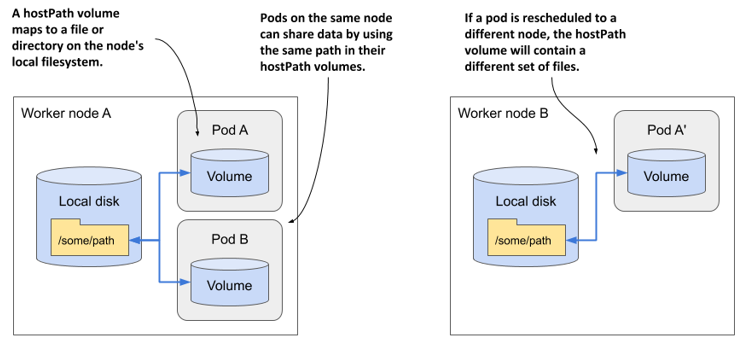 A hostPath volume
maps to a file or
directory on the node's
local filesystem.
Pods on the same node
can share data by using
the same path in their
hostPath volumes.
If a pod is rescheduled to a
different node, the hostPath
volume will contain a
different set of files.
Worker node A
Pod A
Volume
Local disk
/some/path
Pod B
Volume
Worker node B
Pod A'
Volume
Local disk
/some/path